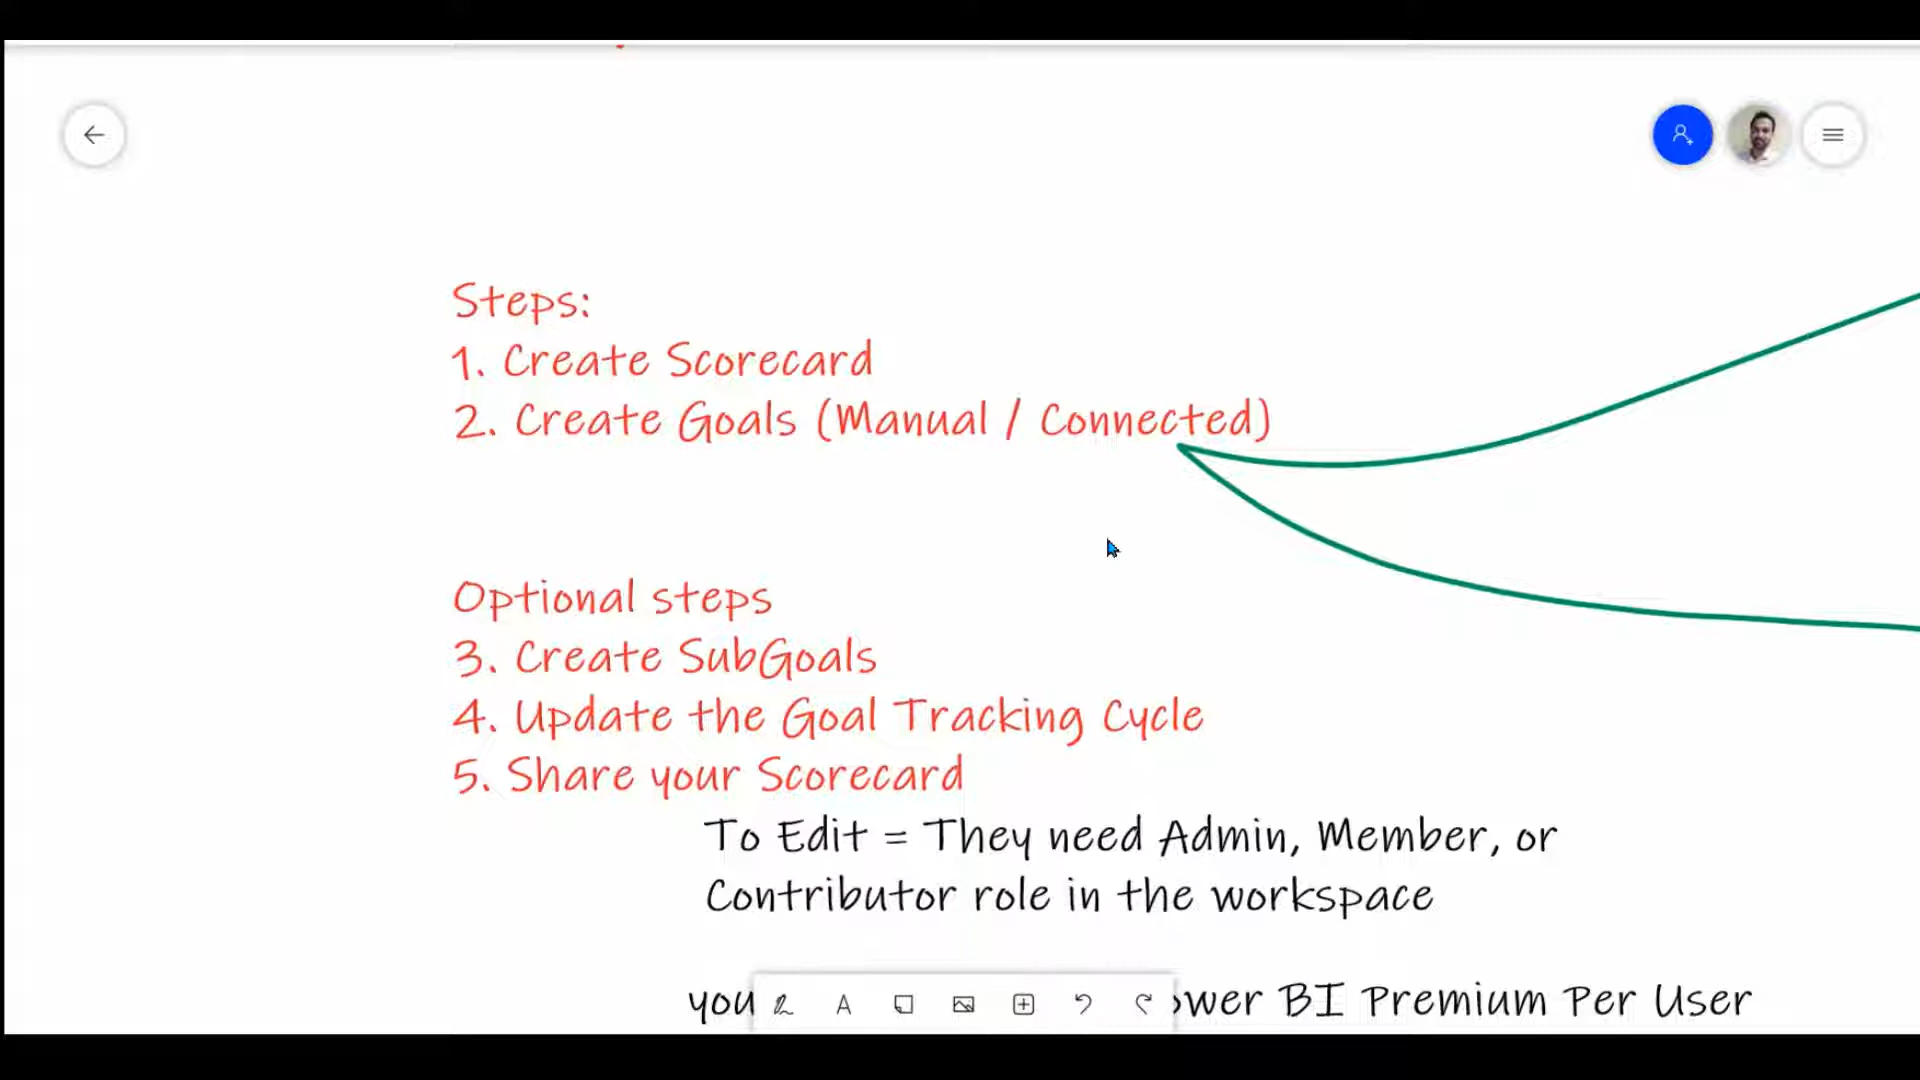 Steps:
1. Create Scorecard
2. Create Goals (Manual / Connected)
Optional steps
3. Create SubGoals
4. Update the Goal Tracking Cycle
5. Share your Scorecard
To Edit = They need Admin, Member, or
Contributor role in the workspace
you BI Premium Per User